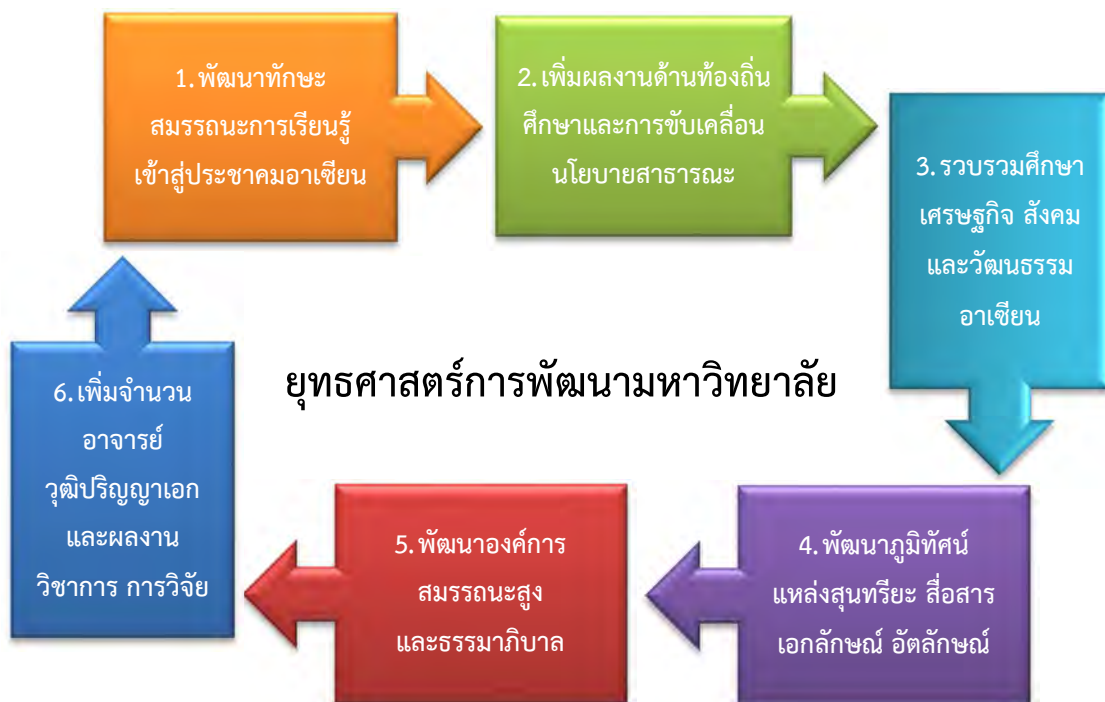 1. พัฒนาทักษะ
สมรรถนะการเรียนรู้
เข้าสู่ประชาคมอาเซียน
2. เพิ่มผลงานด้านท้องถิ่น
ศึกษาและการขับเคลื่อน
นโยบายสาธารณะ
3. รวบรวมศึกษา
เศรษฐกิจ สังคม
และวัฒนธรรม
อาเซียน
ยุทธศาสตร์การพัฒนามหาวิทยาลัย
4. พัฒนาภูมิทัศน์
แหล่งสุนทรียะ สื่อสาร
เอกลักษณ์ อัตลักษณ์
5. พัฒนาองค์การ
สมรรถนะสูง
และธรรมาภิบาล
6. เพิ่มจำนวน
อาจารย์
วุฒิปริญญาเอก
และผลงาน
วิชาการ การวิจัย